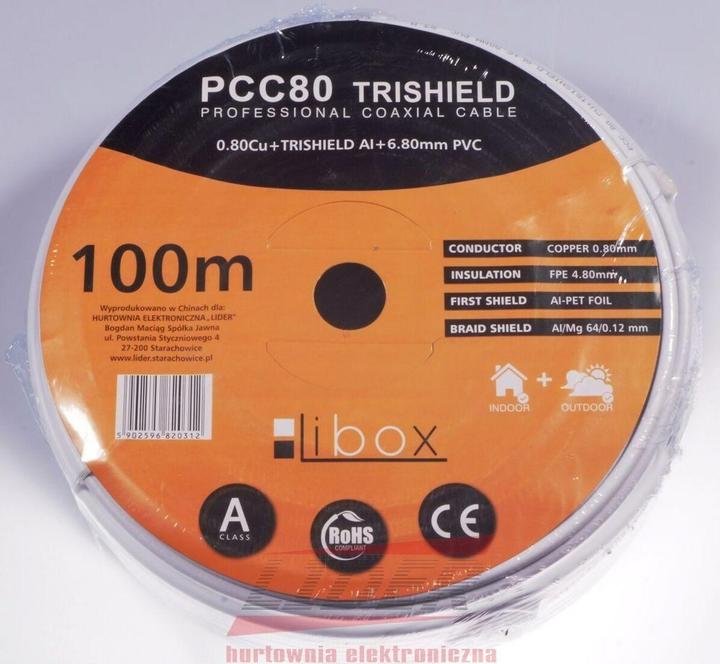 PCC80 TRISHIELD
PROFESSIONAL COAXIAL CABLE
0.80Cu+TRISHIELD Al+6.80mm PVC
100m
Wyprodukowano w Chinach dla:
HURTOWNIA ELEKTRONICZNA „LIDER"
Bogdan Maciąg Spółka Jawna
ul. Powstania Styczniowego 4
27-200 Starachowice
www.lider.starachowice.pl
5 902596 820312
CONDUCTOR COPPER 0.80mm
INSULATION FPE 4.80mm
FIRST SHIELD Al-PET FOIL
BRAID SHIELD Al/Mg 64/0.12 mm
INDOOR + OUTDOOR
libox
A
CLASS
RoHS
COMPLIANT
CE
LIDER
hurtownia elektroniczna